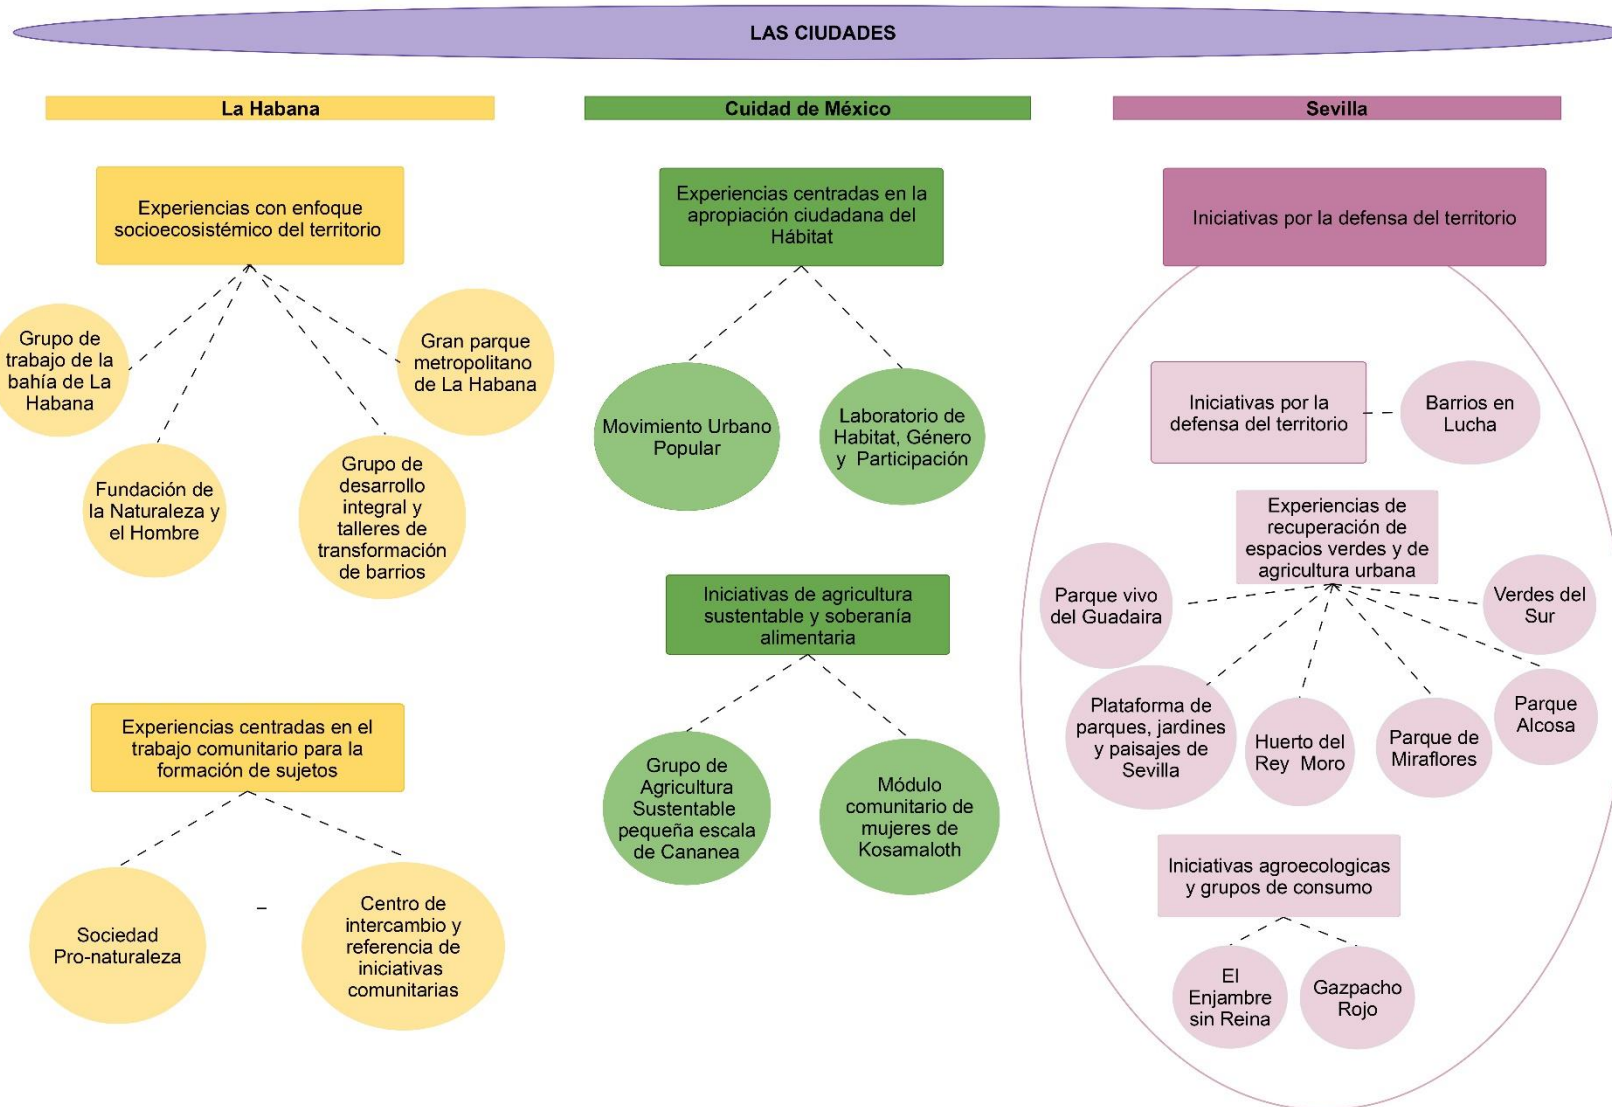 LAS CIUDADES
La Habana
Experiencias con enfoque
socioecosistémico del territorio
Grupo de
trabajo de la
bahía de La
Habana
Gran parque
metropolitano
de La Habana
Fundación de
la Naturaleza y
el Hombre
Grupo de
desarrollo
integral y
talleres de
transformación
de barrios
Experiencias centradas en el
trabajo comunitario para la
formación de sujetos
Sociedad
Pro-naturaleza
Centro de
intercambio y
referencia de
iniciativas
comunitarias
Cuidad de México
Experiencias centradas en la
apropiación ciudadana del
Hábitat
Movimiento Urbano
Popular
Laboratorio de
Habitat, Género
y Participación
Iniciativas de agricultura
sustentable y soberanía
alimentaria
Grupo de
Agricultura
Sustentable
pequeña escala
de Cananea
Módulo
comunitario de
mujeres de
Kosamaloth
Sevilla
Iniciativas por la defensa del territorio
Iniciativas por la
defensa del territorio
Barrios en
Lucha
Experiencias de
recuperación de
espacios verdes y de
agricultura urbana
Parque vivo
del Guadaira
Verdes del
Sur
Plataforma de
parques, jardines
y paisajes de
Sevilla
Huerto del
Rey Moro
Parque de
Miraflores
Parque
Alcosa
Iniciativas agroecologicas
y grupos de consumo
El
Enjambre
sin Reina
Gazpacho
Rojo